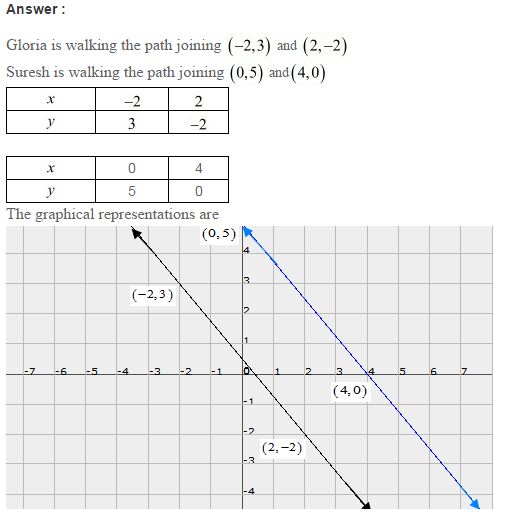 Answer :
Gloria is walking the path joining (−2,3) and (2,−2)
Suresh is walking the path joining (0,5) and(4,0)
x −2 2
y 3 −2
x 0 4
y 5 0
The graphical representations are
(0,5)
4
(−2,3)
3
2
1
-7 -6 -5 -4 -3 -2 -1 0 1 2 3 4 5 6 7
(4,0)
-1
-2
(2,−2)
-3
-4